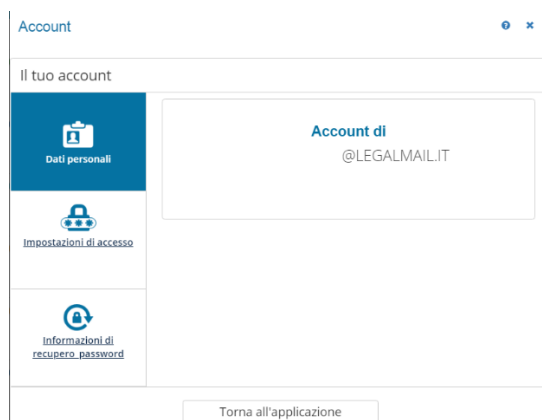 Account
Il tuo account
Dati personali
Account di
@LEGALMAIL.IT
Impostazioni di accesso
Informazioni di
recupero password
Torna all'applicazione